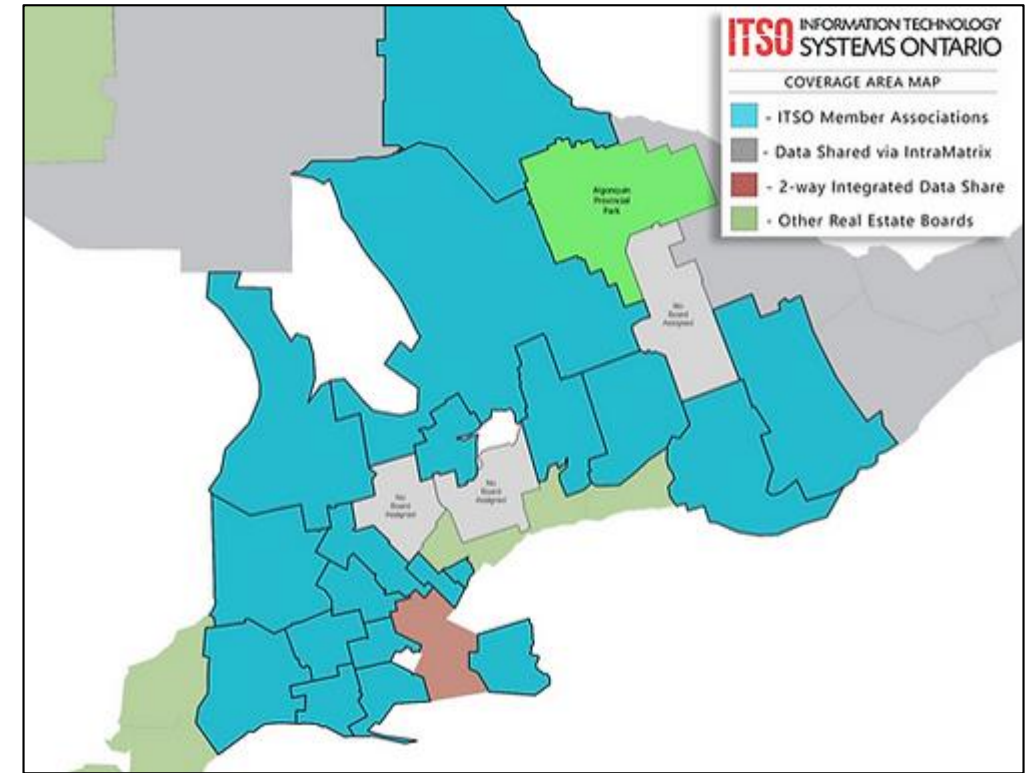 ITSO INFORMATION TECHNOLOGY
SYSTEMS ONTARIO
COVERAGE AREA MAP
- ITSO Member Associations
- Data Shared via IntraMatrix
- 2-way Integrated Data Share
- Other Real Estate Boards
Algonquin
Provincial
Park
No
Board
Assigned
No
Board
Assigned
No
Board
Assigned